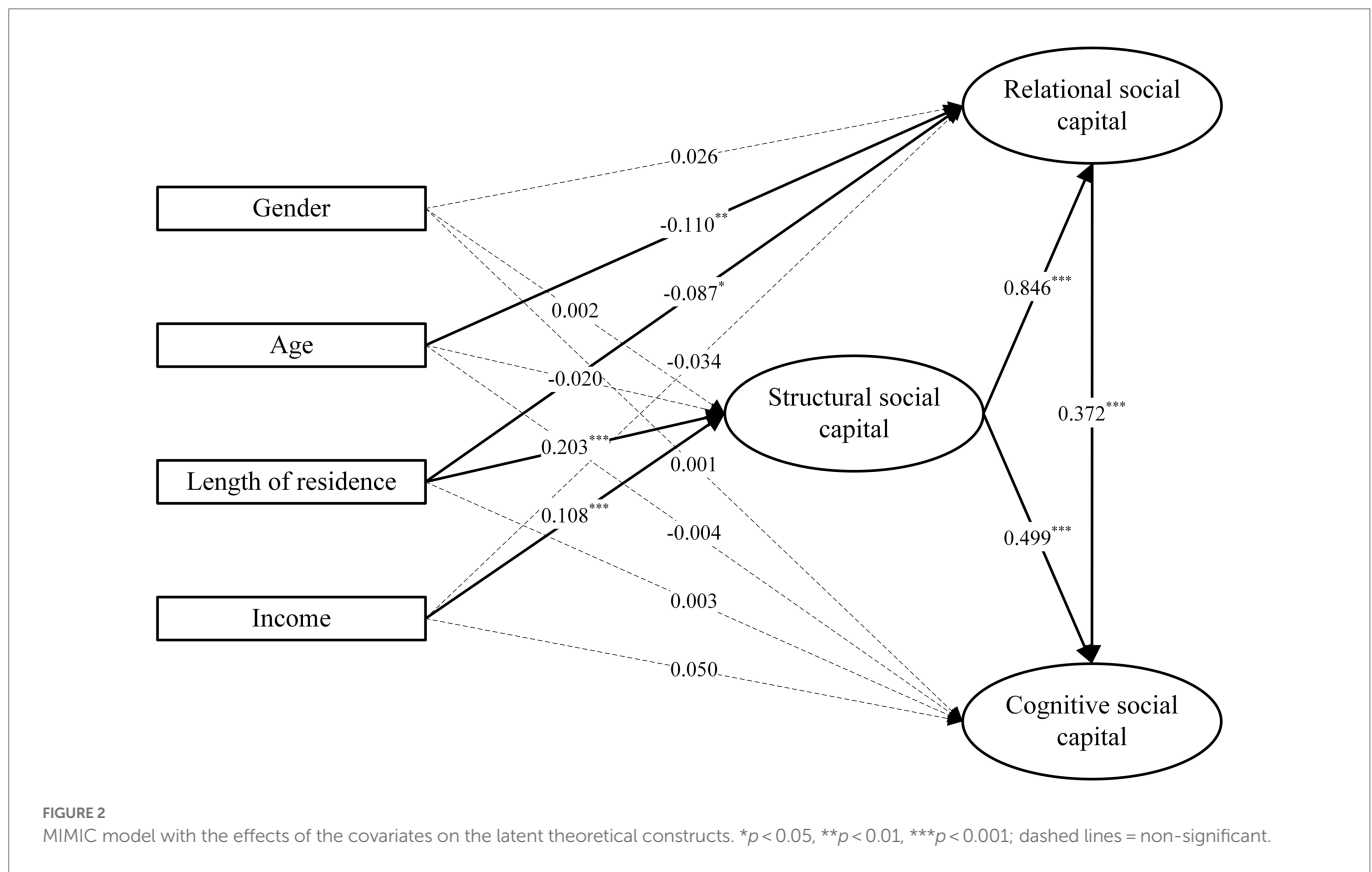 Relational social
capital
0.026
Gender
-0.110**
0.846***
-0.087*
0.002
Age
-0.034
-0.020
Structural social
capital
0.372***
0.203***
0.001
Length of residence
0.108***
-0.004
0.499***
0.003
Income
0.050
Cognitive social
capital
FIGURE 2
MIMIC model with the effects of the covariates on the latent theoretical constructs. *p < 0.05, **p < 0.01, ***p < 0.001; dashed lines = non-significant.